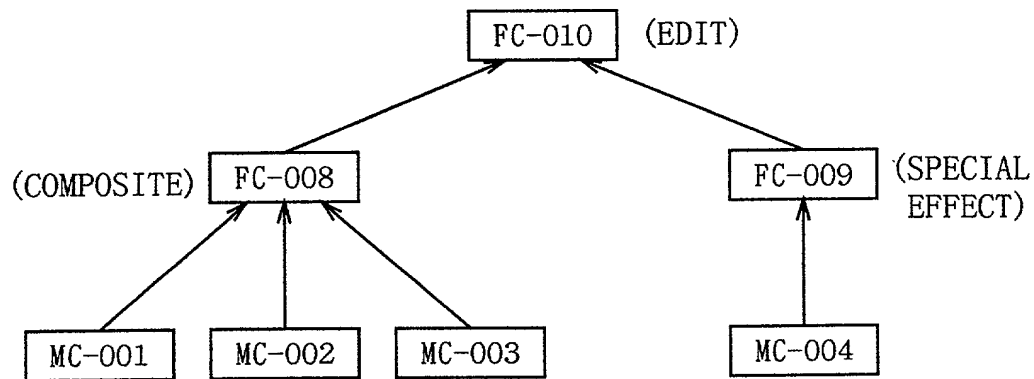 FC-010 (EDIT)
(COMPOSITE) FC-008 FC-009 (SPECIAL
EFFECT)
MC-001 MC-002 MC-003 MC-004